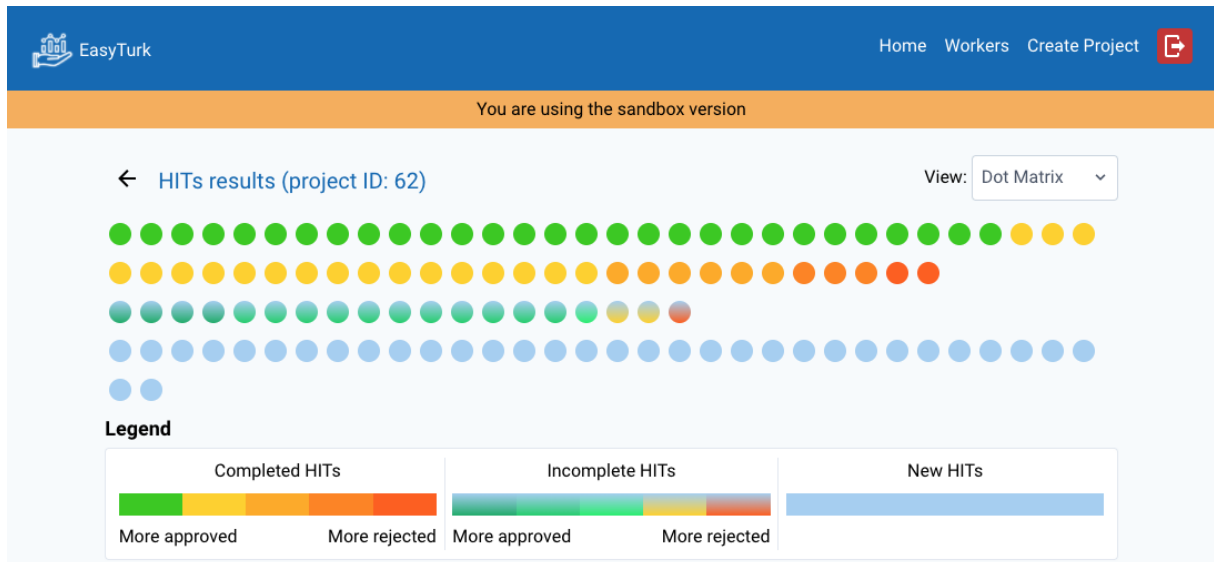 EasyTurk
Home Workers Create Project
You are using the sandbox version
HITs results (project ID: 62)
View: Dot Matrix
Legend
Completed HITs
Incomplete HITs
New HITs
More approved
More rejected
More approved
More rejected